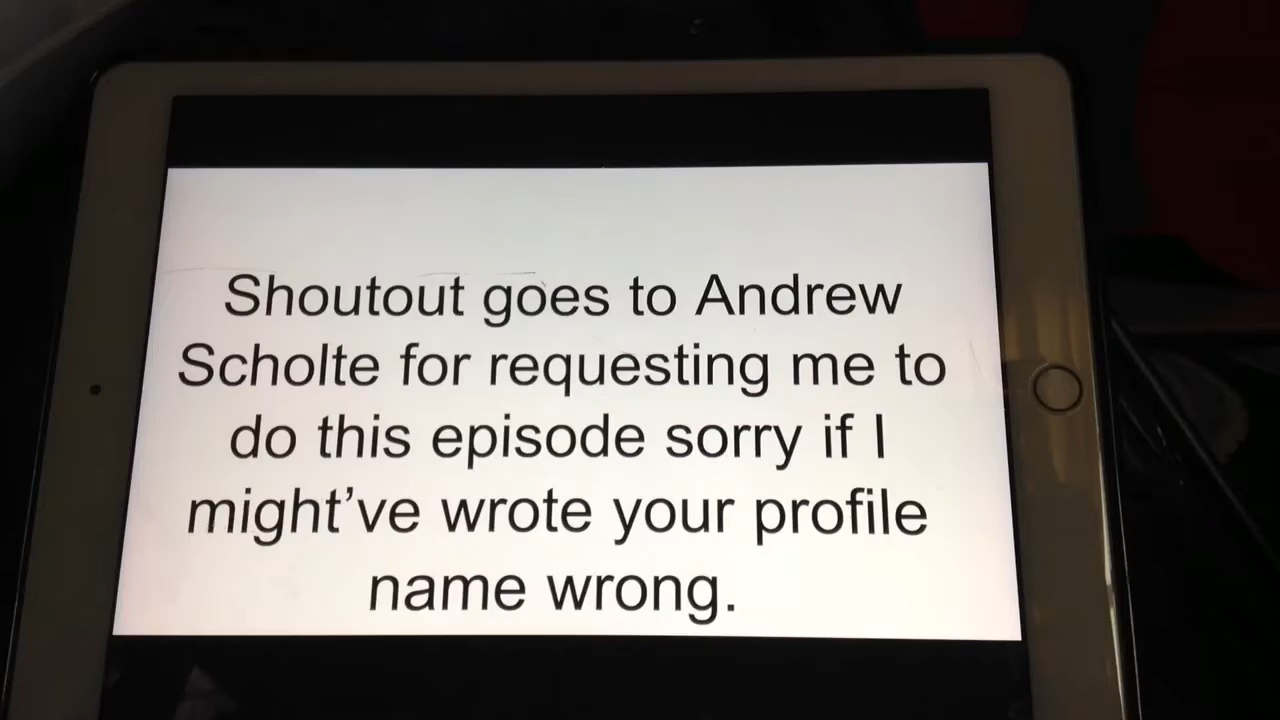 Shoutout goes to Andrew
Scholte for requesting me to
do this episode sorry if I
might’ve wrote your profile
name wrong.